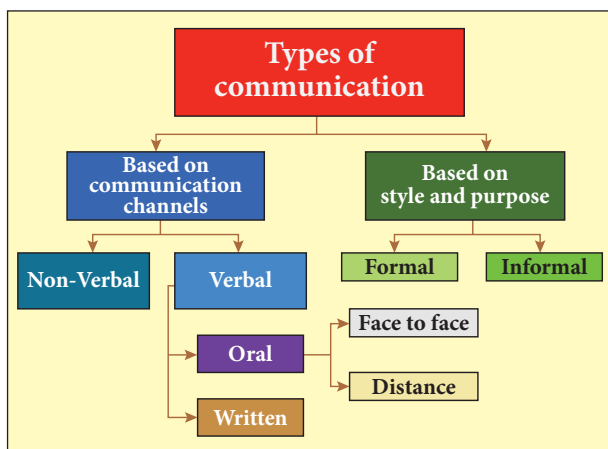 Types of
communication
Based on
communication
channels
Based on
style and purpose
Non-Verbal
Verbal
Formal
Informal
Oral
Face to face
Distance
Written